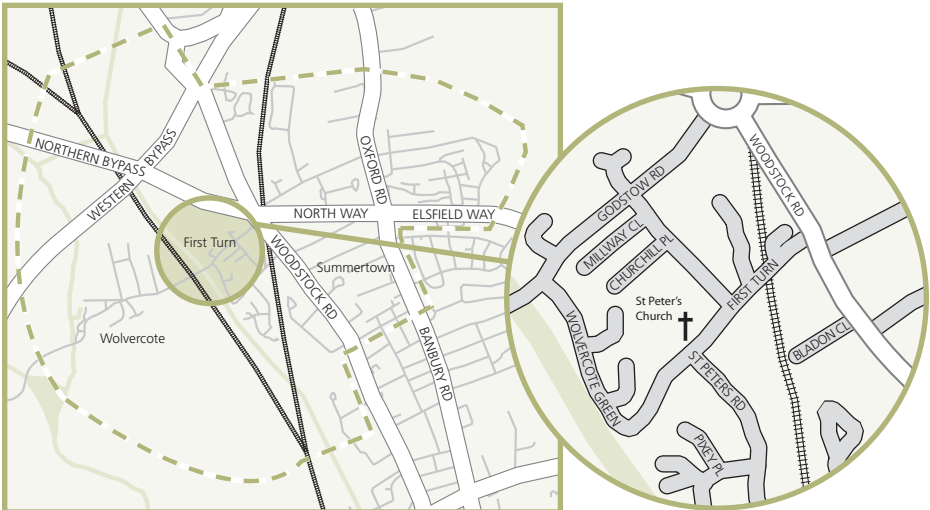 NORTHERN BYPASS
WESTERN BYPASS
OXFORD RD
NORTH WAY
ELSFIELD WAY
First Turn
WOODSTOCK RD
Summertown
Wolvercote
BANBURY RD
WOODSTOCK RD
GODSTOW RD
MILLWAY CL
CHURCHILL PL
FIRST TURN
St Peter's
Church
WOLVERCOTE GREEN
BLADON CL
ST PETERS RD
PIXEY PL